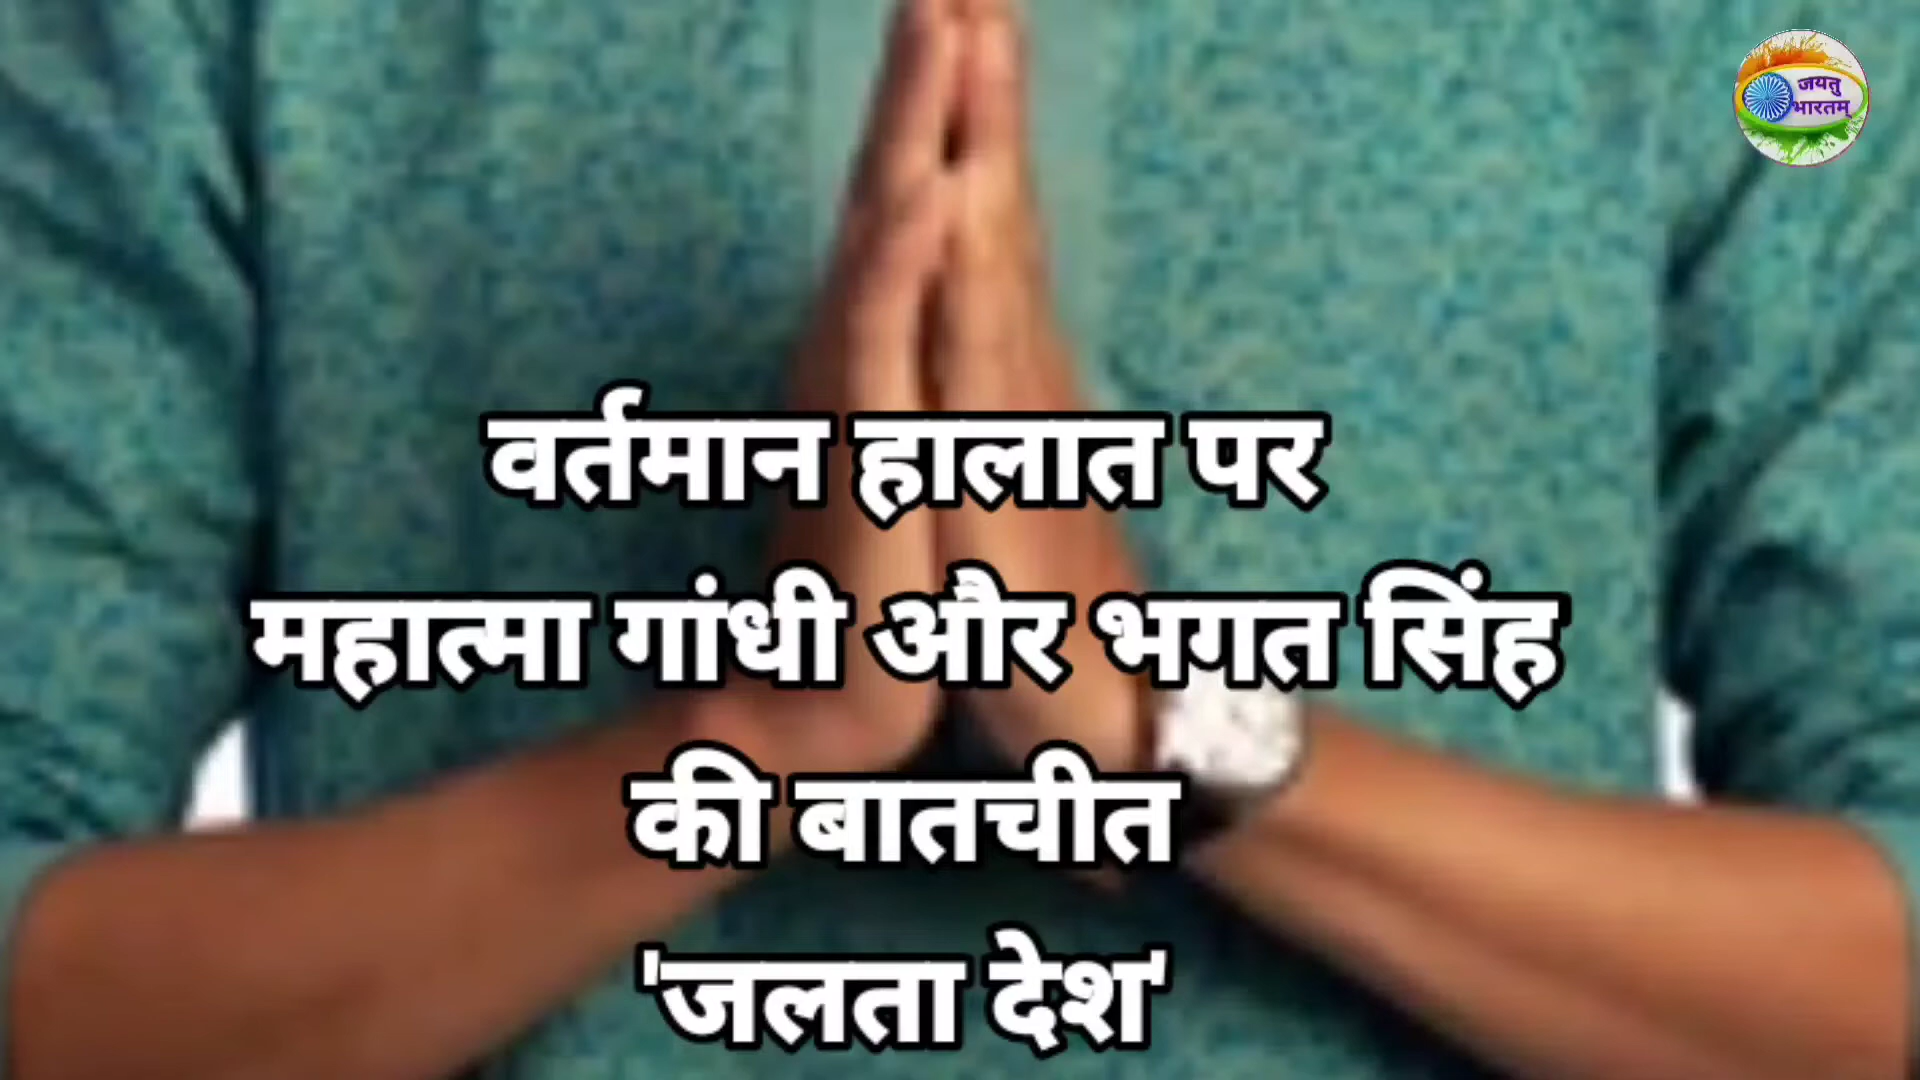 जयतु
भारतम्
वर्तमान हालात पर
महात्मा गांधी और भगत सिंह
की बातचीत
'जलता देश'